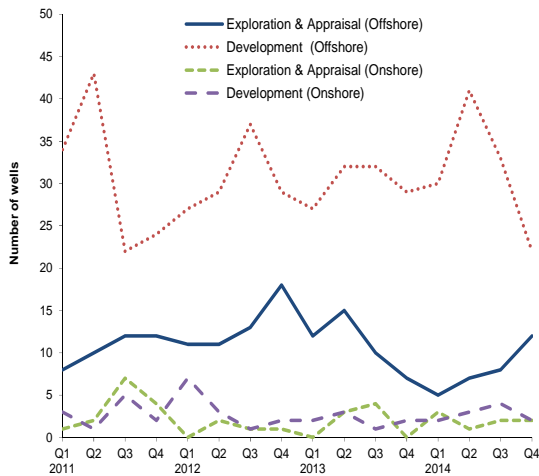 Exploration & Appraisal (Offshore)
Development  (Offshore)
Exploration & Appraisal (Onshore)
Development (Onshore)
Number of wells
50
45
40
35
30
25
20
15
10
5
0
Q1 Q2 Q3 Q4 Q1 Q2 Q3 Q4 Q1 Q2 Q3 Q4 Q1 Q2 Q3 Q4
2011 2012 2013 2014